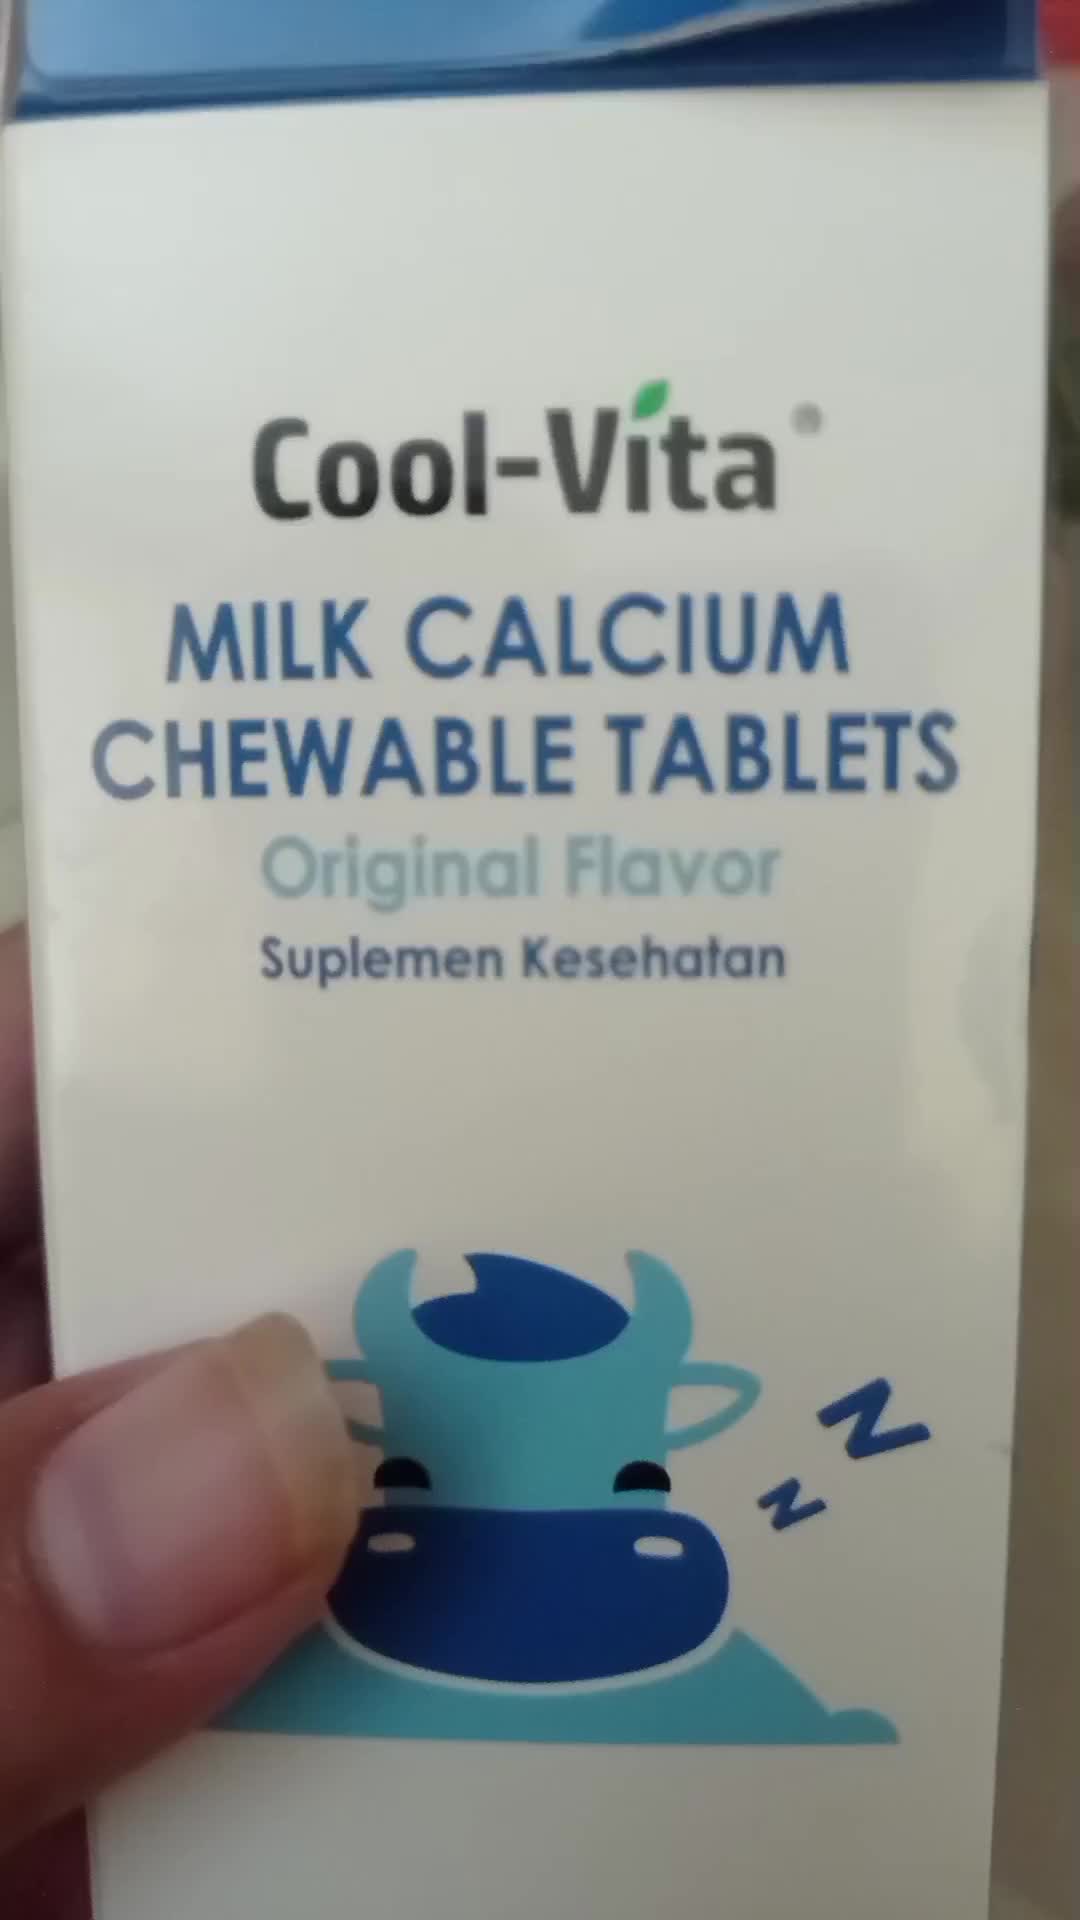 Cool-Vita®
MILK CALCIUM
CHEWABLE TABLETS
Original Flavor
Suplemen Kesehatan
Z
z